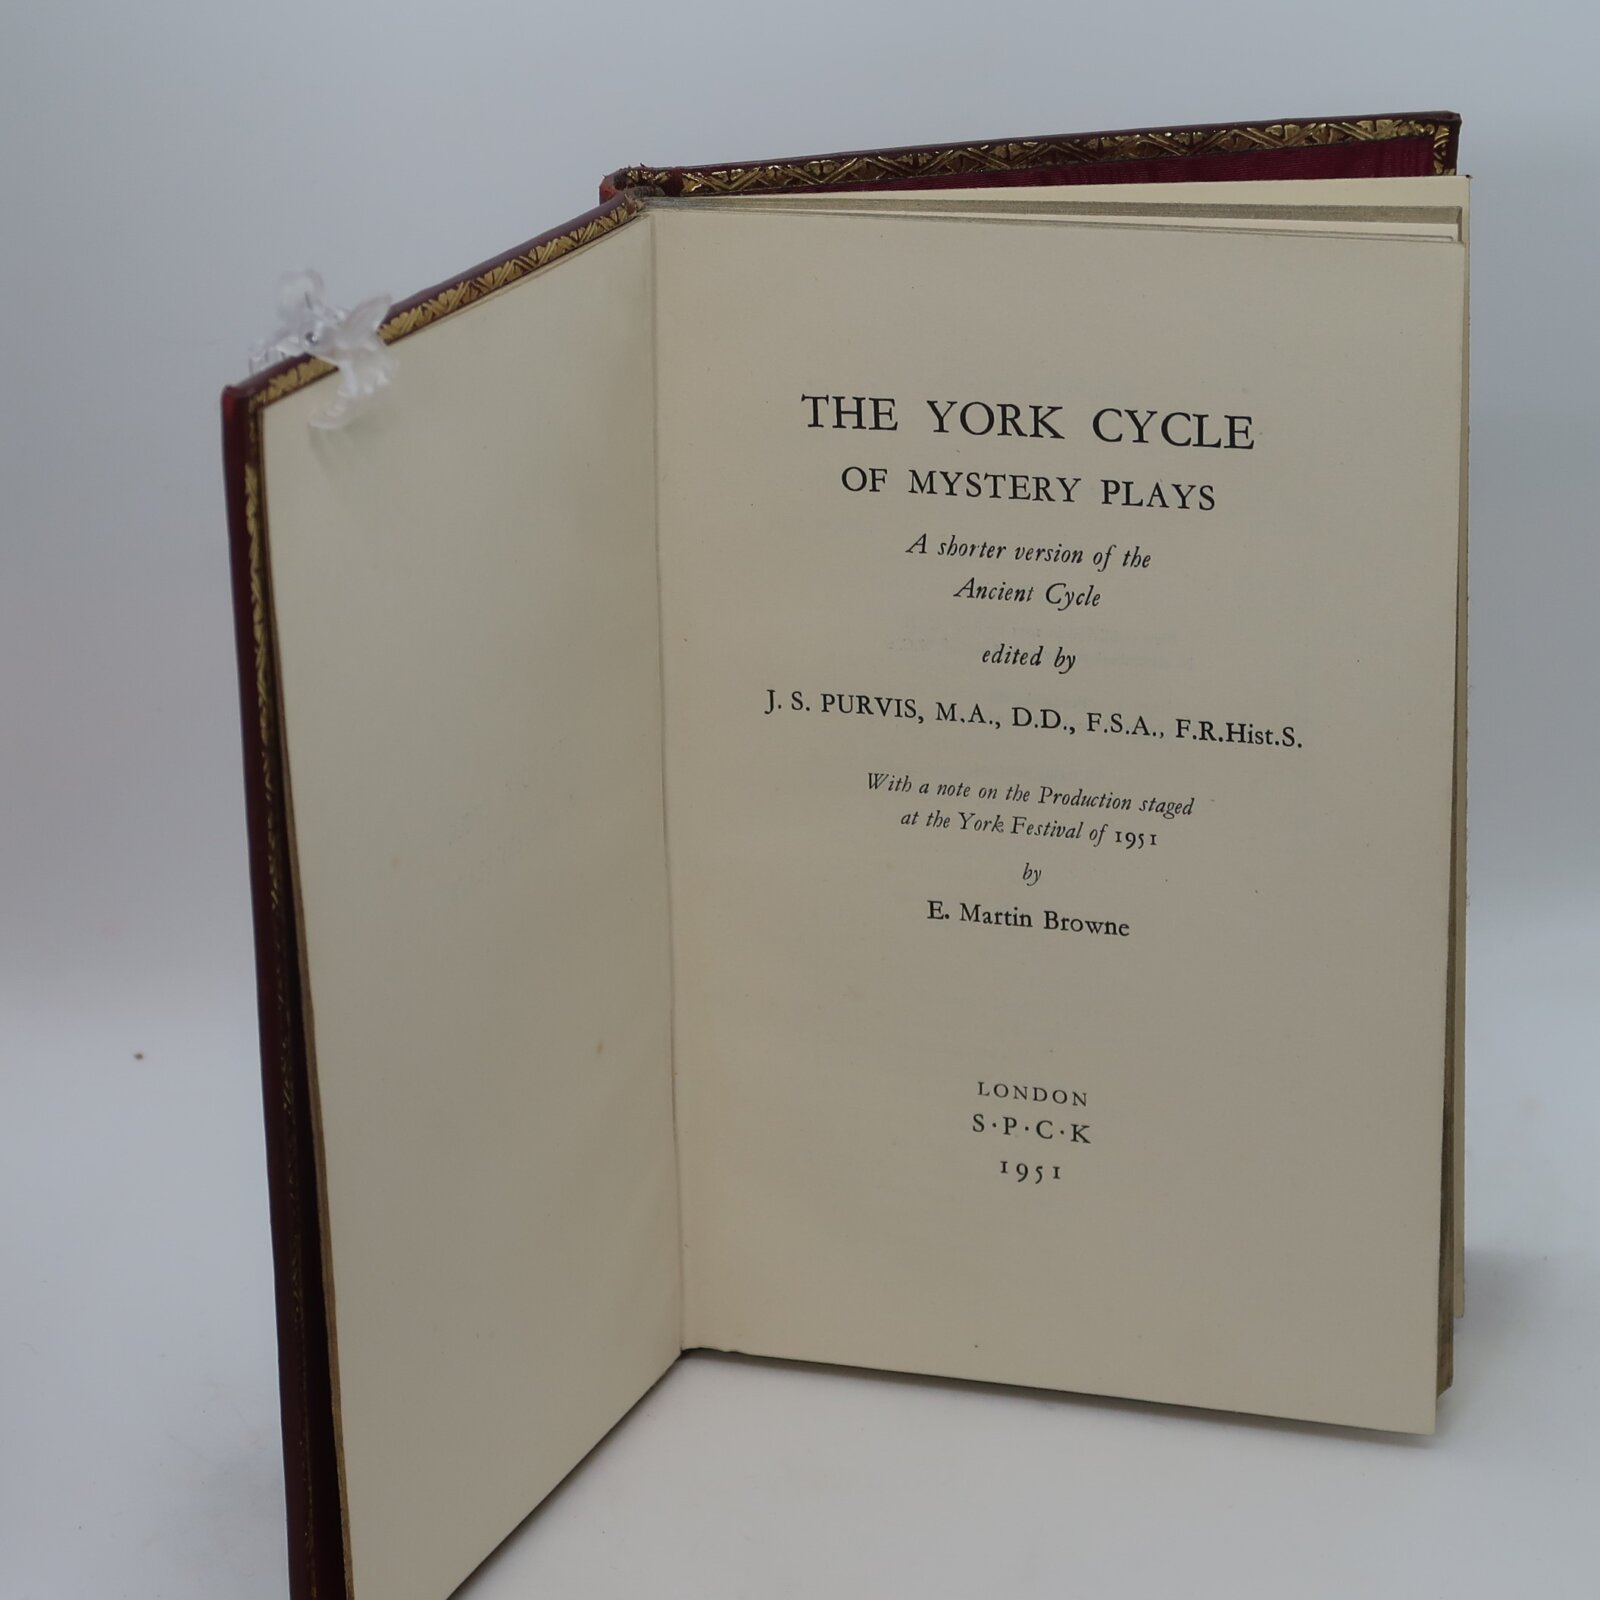 THE YORK CYCLE
OF MYSTERY PLAYS
A shorter version of the
Ancient Cycle
edited by
J. S. PURVIS, M.A., D.D., F.S.A., F.R.Hist.S.
With a note on the Production staged
at the York Festival of 1951
by
E. Martin Browne
LONDON
S·P·C·K
1951